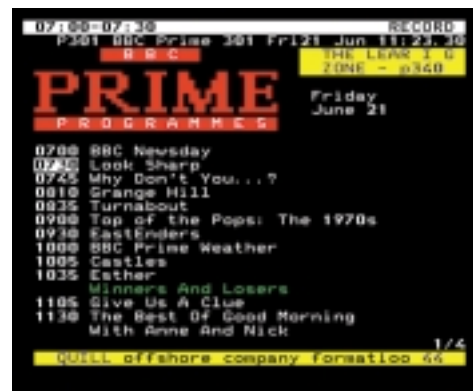 07:00-07:30 RECORD
P301 BBC Prime 301 Fri21 Jun 11:23.30
BBC
THE LEAR I G
ZONE - p340
PRIME
Friday
June 21
PROGRAMMES
0700 BBC Newsday
0730 Look Sharp
0745 Why Don't You...?
0810 Grange Hill
0835 Turnabout
0900 Top of the Pops: The 1970s
0930 EastEnders
1000 BBC Prime Weather
1005 Castles
1035 Esther
Winners And Losers
1105 Give Us A Clue
1130 The Best Of Good Morning
With Anne And Nick
1/4
QUILL offshore company formatioo 44